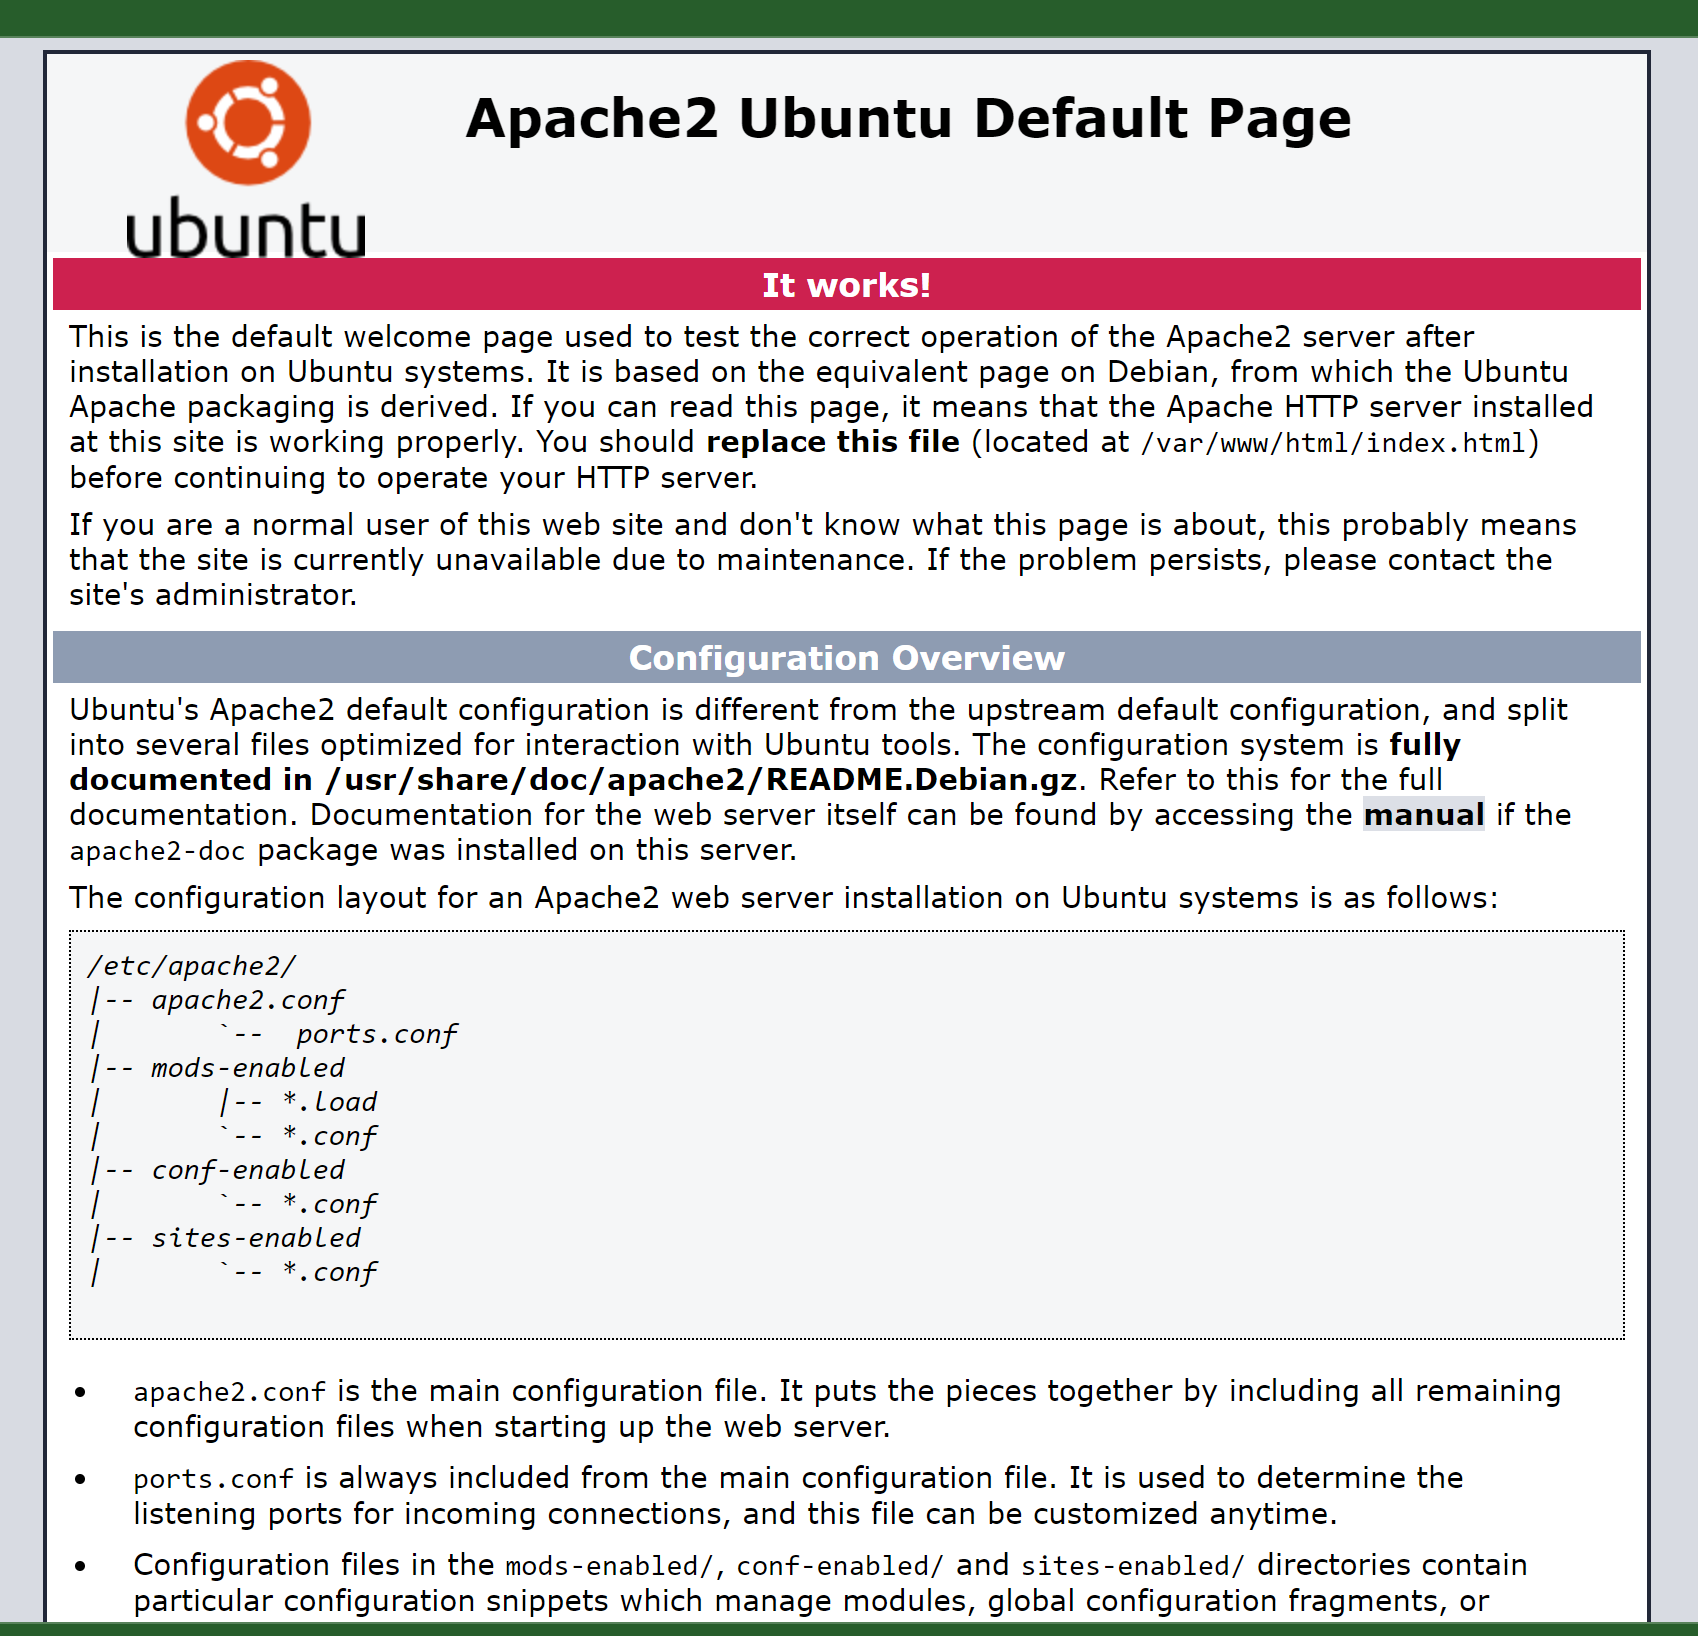 ubuntu
Apache2 Ubuntu Default Page
It works!
This is the default welcome page used to test the correct operation of the Apache2 server after
installation on Ubuntu systems. It is based on the equivalent page on Debian, from which the Ubuntu
Apache packaging is derived. If you can read this page, it means that the Apache HTTP server installed
at this site is working properly. You should replace this file (located at /var/www/html/index.html)
before continuing to operate your HTTP server.
If you are a normal user of this web site and don't know what this page is about, this probably means
that the site is currently unavailable due to maintenance. If the problem persists, please contact the
site's administrator.
Configuration Overview
Ubuntu's Apache2 default configuration is different from the upstream default configuration, and split
into several files optimized for interaction with Ubuntu tools. The configuration system is fully
documented in /usr/share/doc/apache2/README.Debian.gz. Refer to this for the full
documentation. Documentation for the web server itself can be found by accessing the manual if the
apache2-doc package was installed on this server.
The configuration layout for an Apache2 web server installation on Ubuntu systems is as follows:
/etc/apache2/
|-- apache2.conf
|       `--  ports.conf
|-- mods-enabled
|       |-- *.load
|       `-- *.conf
|-- conf-enabled
|       `-- *.conf
|-- sites-enabled
|       `-- *.conf
• apache2.conf is the main configuration file. It puts the pieces together by including all remaining
configuration files when starting up the web server.
• ports.conf is always included from the main configuration file. It is used to determine the
listening ports for incoming connections, and this file can be customized anytime.
• Configuration files in the mods-enabled/, conf-enabled/ and sites-enabled/ directories contain
particular configuration snippets which manage modules, global configuration fragments, or